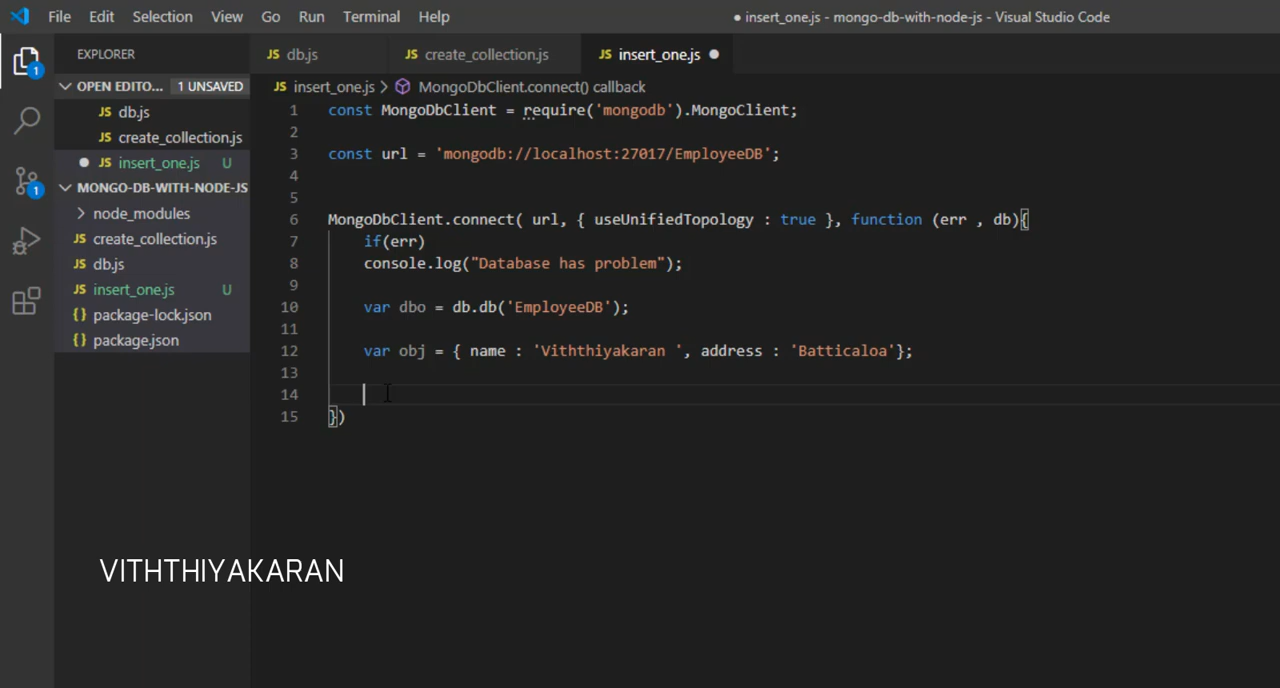 File Edit Selection View Go Run Terminal Help ● insert_one.js - mongo-db-with-node-js - Visual Studio Code
EXPLORER
OPEN EDITO... 1 UNSAVED
JS db.js
JS create_collection.js
JS insert_one.js U
MONGO-DB-WITH-NODE-JS
node_modules
JS create_collection.js
JS db.js
JS insert_one.js U
{} package-lock.json
{} package.json
1
1
JS db.js JS create_collection.js JS insert_one.js ●
JS insert_one.js > MongoDbClient.connect() callback
1 const MongoDbClient = require('mongodb').MongoClient;
2
3 const url = 'mongodb://localhost:27017/EmployeeDB';
4
5
6 MongoDbClient.connect( url, { useUnifiedTopology : true }, function (err , db){
7 if(err)
8 console.log("Database has problem");
9
10 var dbo = db.db('EmployeeDB');
11
12 var obj = { name : 'Viththiyakaran ', address : 'Batticaloa'};
13
14
15 })
VITHTHIYAKARAN